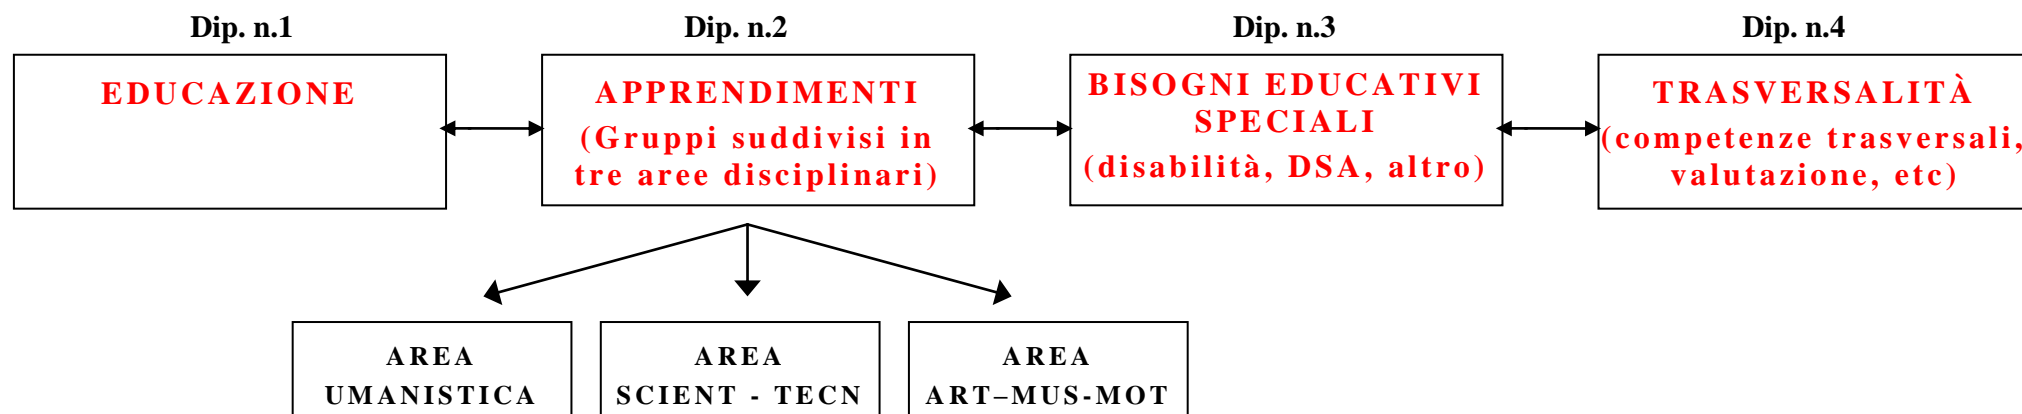 Dip. n.1
Dip. n.2
Dip. n.3
Dip. n.4
EDUCAZIONE
APPRENDIMENTI
(Gruppi suddivisi in
tre aree disciplinari)
BISOGNI EDUCATIVI
SPECIALI
(disabilità, DSA, altro)
TRASVERSALITÀ
(competenze trasversali,
valutazione, etc)
AREA
UMANISTICA
AREA
SCIENT - TECN
AREA
ART–MUS-MOT